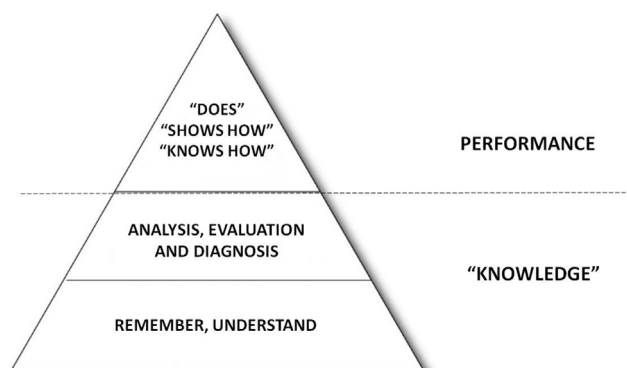 “DOES”
“SHOWS HOW”
“KNOWS HOW”
PERFORMANCE
ANALYSIS, EVALUATION
AND DIAGNOSIS
“KNOWLEDGE”
REMEMBER, UNDERSTAND